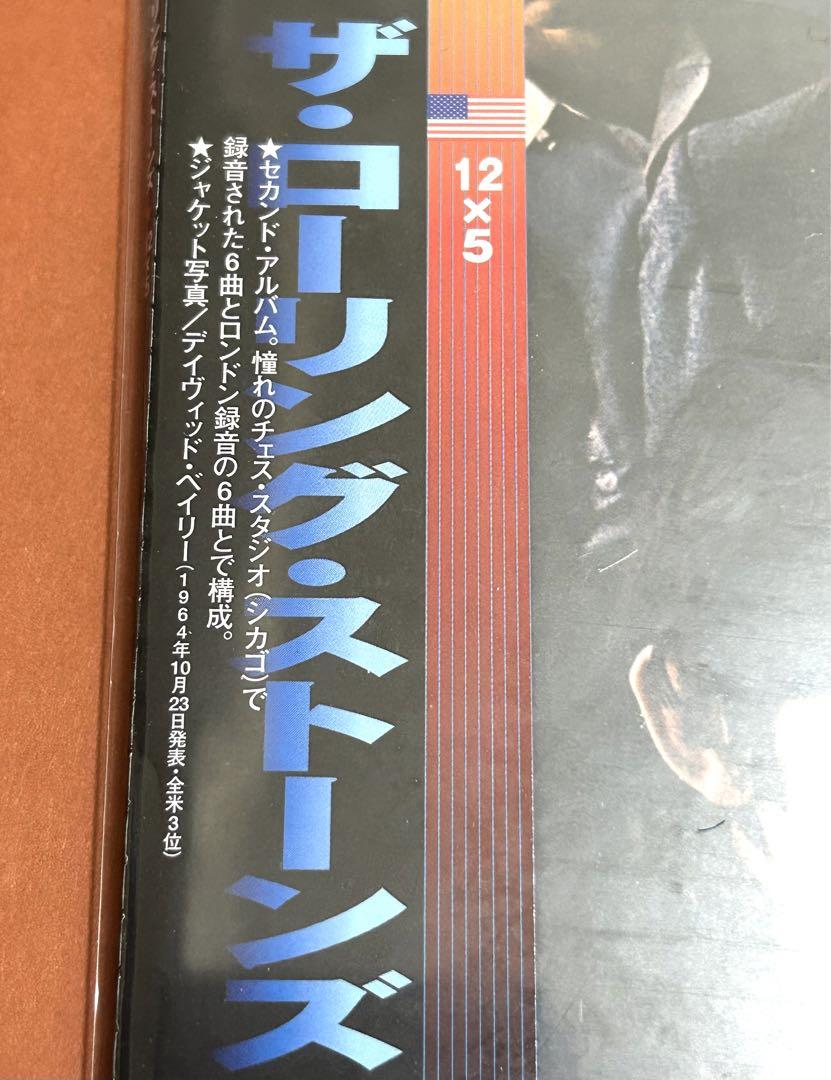 12×5
ザ・ローリング・ストーンズ
★セカンド・アルバム。憧れのチェス・スタジオ(シカゴ)で
録音された6曲とロンドン録音の6曲とで構成。
★ジャケット写真/デイヴィッド・ベイリー(1964年10月23日発表・全米3位)